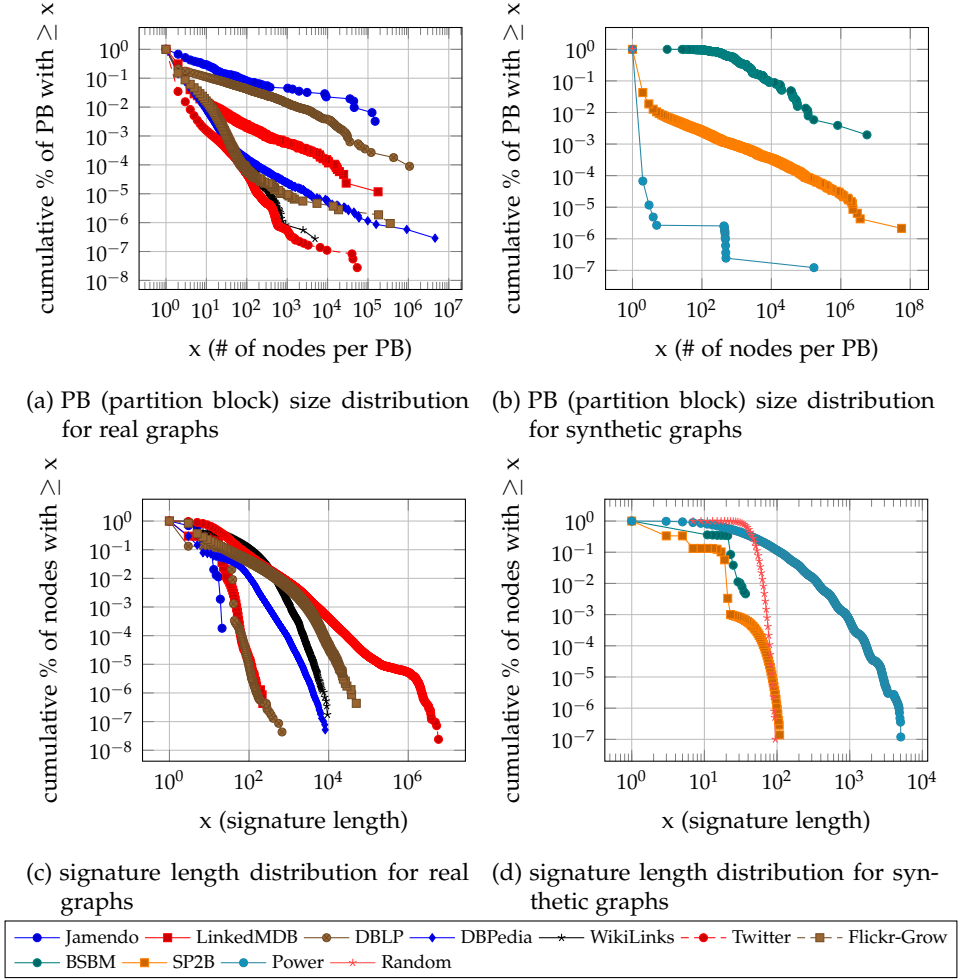 cumulative % of PB with ≥ x
10^0
10^−1
10^−2
10^−3
10^−4
10^−5
10^−6
10^−7
10^−8
10^0 10^1 10^2 10^3 10^4 10^5 10^6 10^7
x (# of nodes per PB)
(a) PB (partition block) size distribution
for real graphs
cumulative % of PB with ≥ x
10^0
10^−1
10^−2
10^−3
10^−4
10^−5
10^−6
10^−7
10^0 10^2 10^4 10^6 10^8
x (# of nodes per PB)
(b) PB (partition block) size distribution
for synthetic graphs
cumulative % of nodes with ≥ x
10^0
10^−1
10^−2
10^−3
10^−4
10^−5
10^−6
10^−7
10^−8
10^0 10^2 10^4 10^6
x (signature length)
(c) signature length distribution for real
graphs
cumulative % of nodes with ≥ x
10^0
10^−1
10^−2
10^−3
10^−4
10^−5
10^−6
10^−7
10^0 10^1 10^2 10^3 10^4
x (signature length)
(d) signature length distribution for syn-
thetic graphs
Jamendo LinkedMDB DBLP DBPedia WikiLinks Twitter Flickr-Grow
BSBM SP2B Power Random